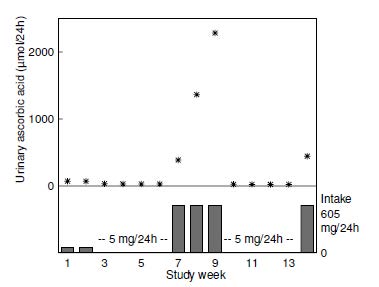 Urinary ascorbic acid (µmol/24h)
2000
1000
0
Intake
605
mg/24h
0
-- 5 mg/24h --
-- 5 mg/24h --
1 3 5 7 9 11 13
Study week